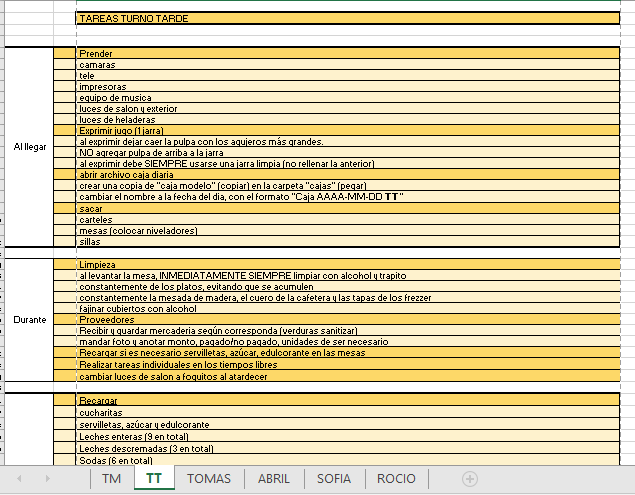 TAREAS TURNO TARDE
Al llegar
Prender
camaras
tele
impresoras
equipo de musica
luces de salon y exterior
luces de heladeras
Exprimir jugo (1 jarra)
al exprimir dejar caer la pulpa con los agujeros más grandes.
NO agregar pulpa de arriba a la jarra
al exprimir debe SIEMPRE usarse una jarra limpia (no rellenar la anterior)
abrir archivo caja diaria
crear una copia de "caja modelo" (copiar) en la carpeta "cajas" (pegar)
cambiar el nombre a la fecha del dia, con el formato "Caja AAAA-MM-DD TT"
sacar
carteles
mesas (colocar niveladores)
sillas
Durante
Limpieza
al levantar la mesa, INMEDIATAMENTE SIEMPRE limpiar con alcohol y trapito
constantemente de los platos, evitando que se acumulen
constantemente la mesada de madera, el cuero de la cafetera y las tapas de los frezzer
fajinar cubiertos con alcohol
Proveedores
Recibir y guardar mercaderia según corresponda (verduras sanitizar)
mandar foto y anotar monto, pagado/no pagado, unidades de ser necesario
Recargar si es necesario servilletas, azúcar, edulcorante en las mesas
Realizar tareas individuales en los tiempos libres
cambiar luces de salon a foquitos al atardecer
Recargar
cucharitas
servilletas, azúcar y edulcorante
Leches enteras (9 en total)
Leches descremadas (3 en total)
Sodas (6 en total)
TM TT TOMAS ABRIL SOFIA ROCIO